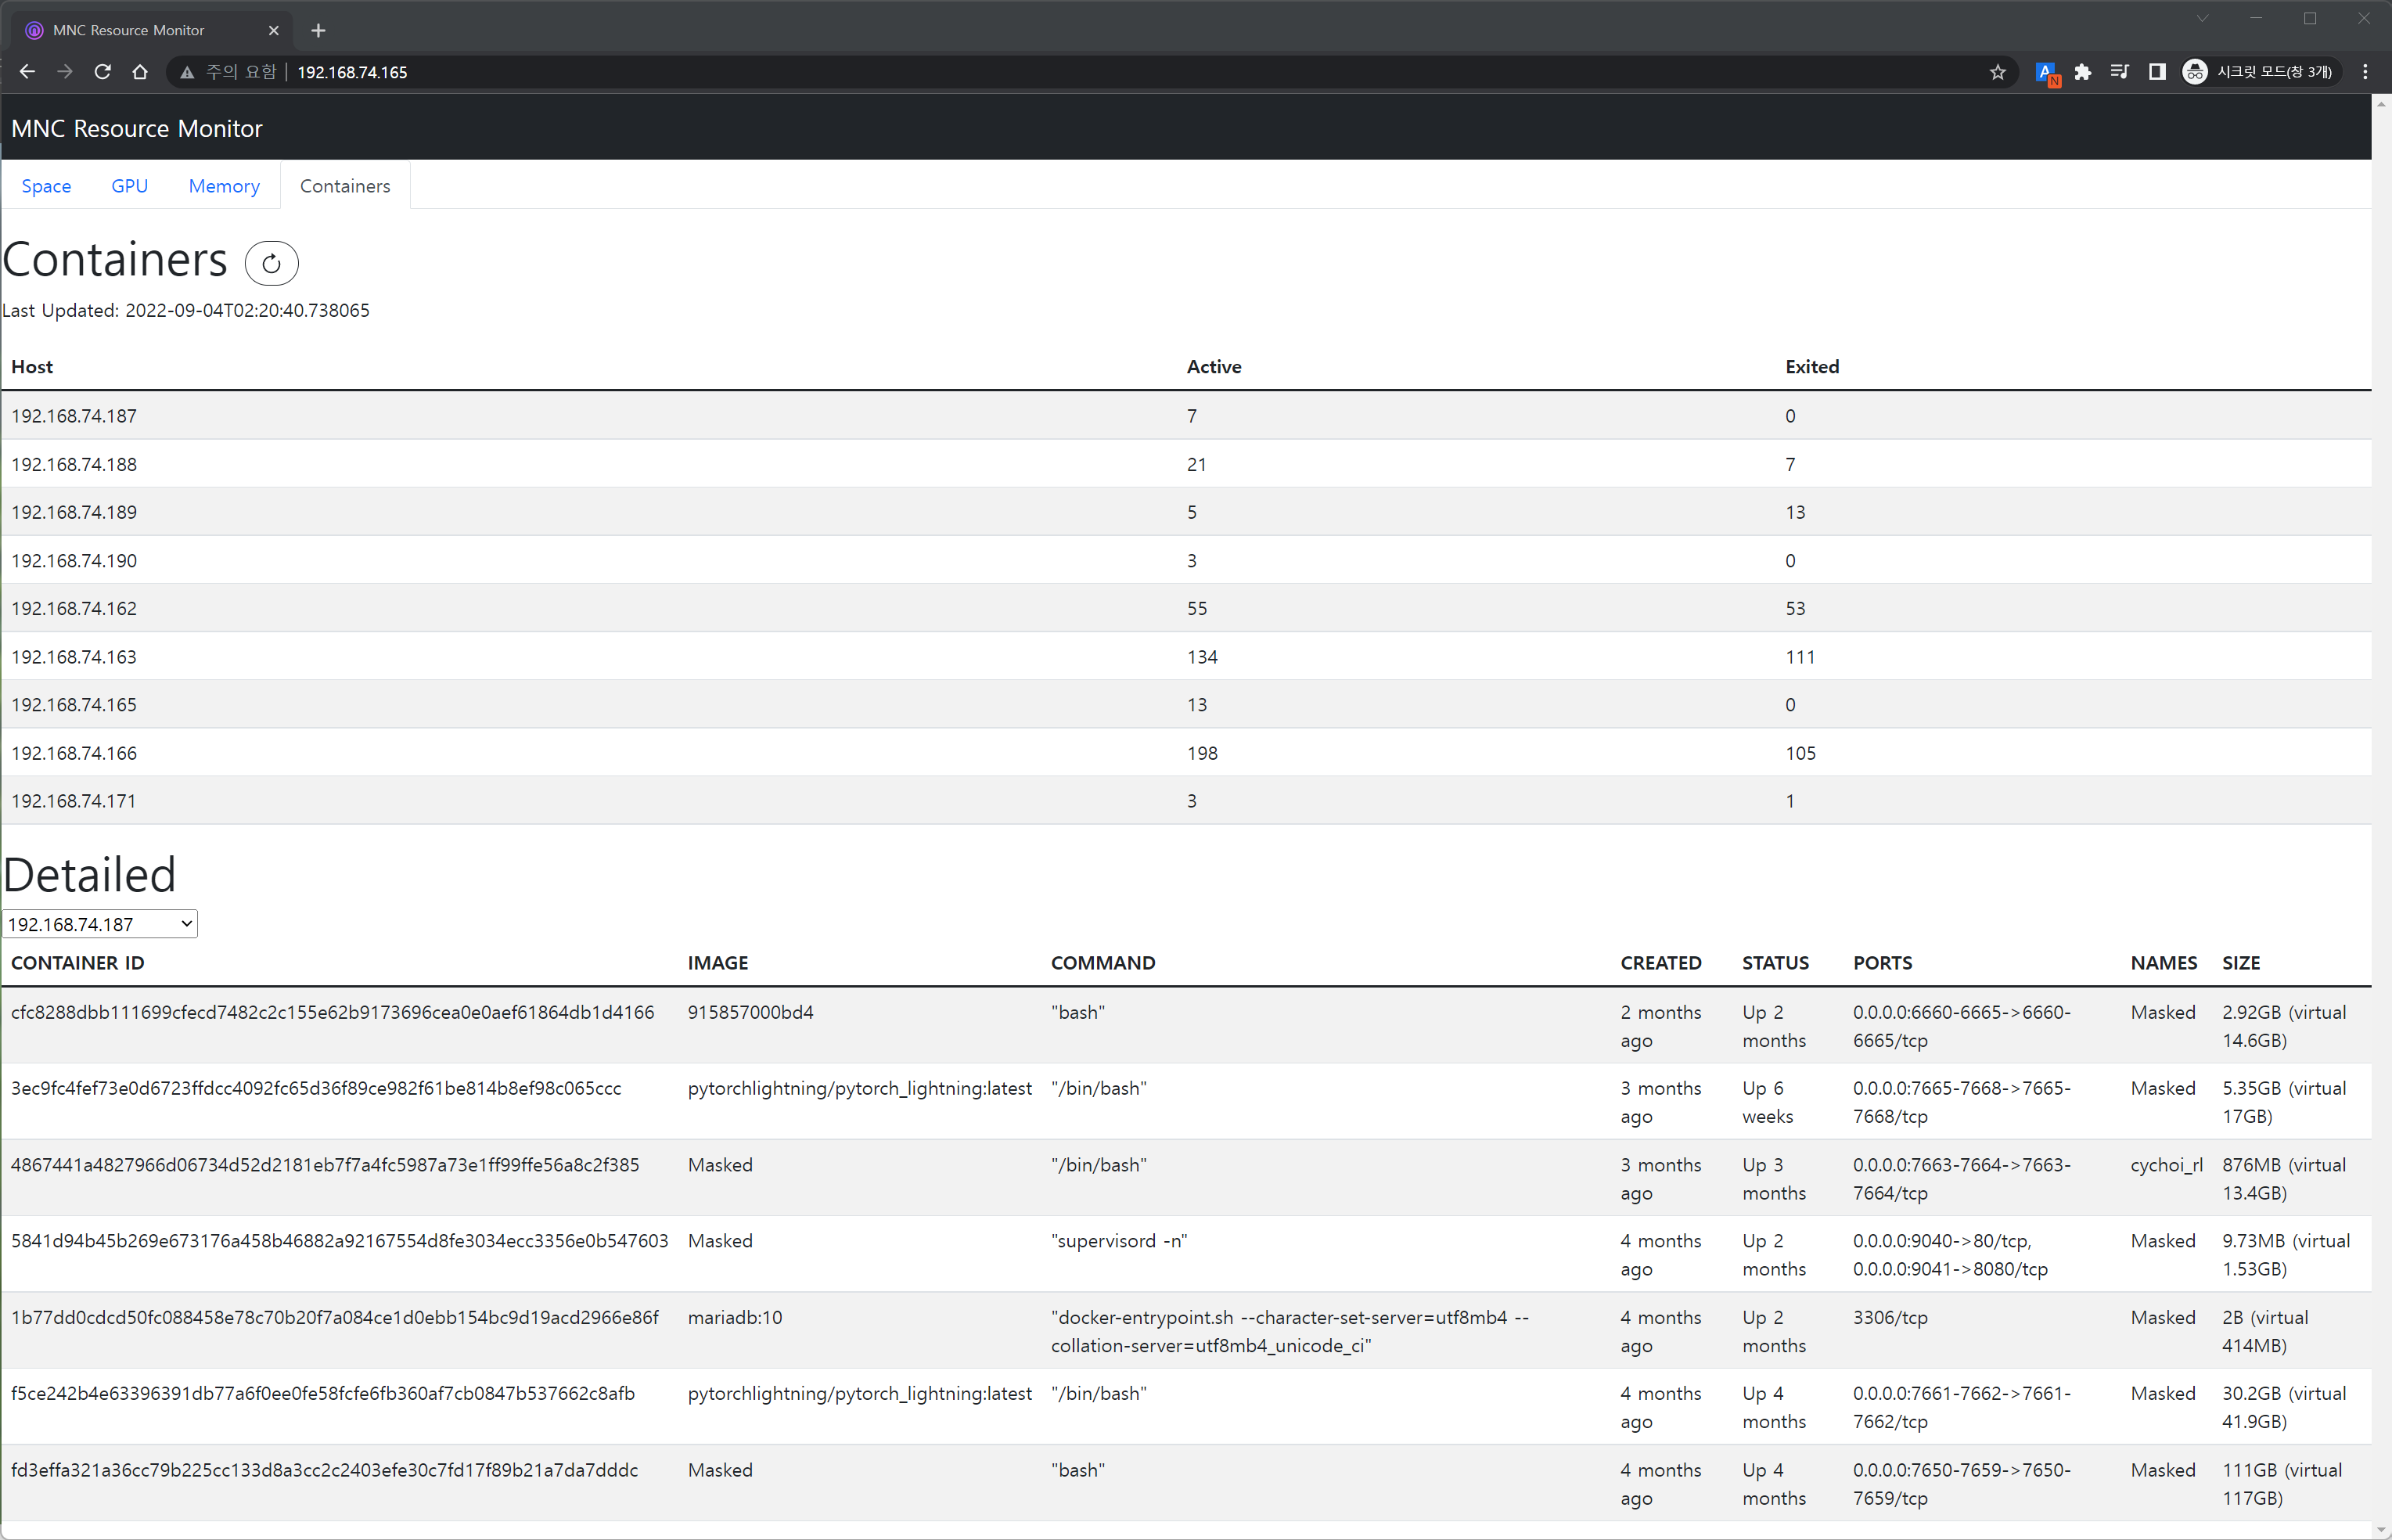 MNC Resource Monitor
주의 요함 192.168.74.165
시크릿 모드(창 3개)
MNC Resource Monitor
Space GPU Memory Containers
Containers
Last Updated: 2022-09-04T02:20:40.738065
Host Active Exited
192.168.74.187 7 0
192.168.74.188 21 7
192.168.74.189 5 13
192.168.74.190 3 0
192.168.74.162 55 53
192.168.74.163 134 111
192.168.74.165 13 0
192.168.74.166 198 105
192.168.74.171 3 1
Detailed
192.168.74.187
CONTAINER ID IMAGE COMMAND CREATED STATUS PORTS NAMES SIZE
cfc8288dbb111699cfecd7482c2c155e62b9173696cea0e0aef61864db1d4166 915857000bd4 "bash" 2 months Up 2 0.0.0.0:6660-6665->6660- Masked 2.92GB (virtual
ago months 6665/tcp 14.6GB)
3ec9fc4fef73e0d6723ffdcc4092fc65d36f89ce982f61be814b8ef98c065ccc pytorchlightning/pytorch_lightning:latest "/bin/bash" 3 months Up 6 0.0.0.0:7665-7668->7665- Masked 5.35GB (virtual
ago weeks 7668/tcp 17GB)
4867441a4827966d06734d52d2181eb7f7a4fc5987a73e1ff99ffe56a8c2f385 Masked "/bin/bash" 3 months Up 3 0.0.0.0:7663-7664->7663- cychoi_rl 876MB (virtual
ago months 7664/tcp 13.4GB)
5841d94b45b269e673176a458b46882a92167554d8fe3034ecc3356e0b547603 Masked "supervisord -n" 4 months Up 2 0.0.0.0:9040->80/tcp, Masked 9.73MB (virtual
ago months 0.0.0.0:9041->8080/tcp 1.53GB)
1b77dd0cdcd50fc088458e78c70b20f7a084ce1d0ebb154bc9d19acd2966e86f mariadb:10 "docker-entrypoint.sh --character-set-server=utf8mb4 -- 4 months Up 2 3306/tcp Masked 2B (virtual
collation-server=utf8mb4_unicode_ci" ago months 414MB)
f5ce242b4e63396391db77a6f0ee0fe58fcfe6fb360af7cb0847b537662c8afb pytorchlightning/pytorch_lightning:latest "/bin/bash" 4 months Up 4 0.0.0.0:7661-7662->7661- Masked 30.2GB (virtual
ago months 7662/tcp 41.9GB)
fd3effa321a36cc79b225cc133d8a3cc2c2403efe30c7fd17f89b21a7da7dddc Masked "bash" 4 months Up 4 0.0.0.0:7650-7659->7650- Masked 111GB (virtual
ago months 7659/tcp 117GB)